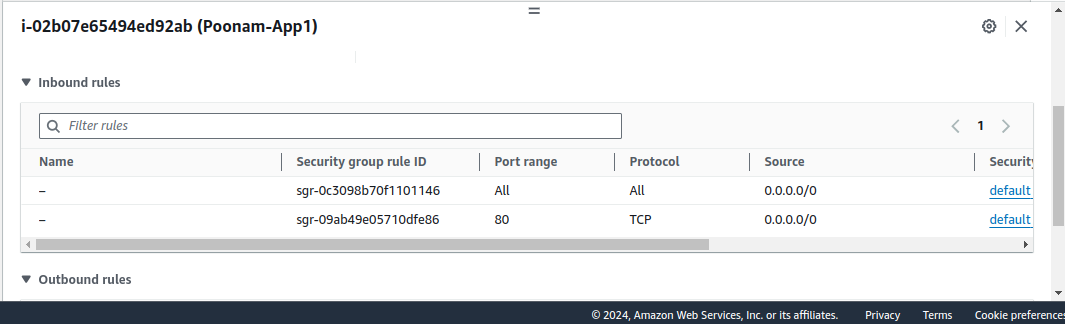 i-02b07e65494ed92ab (Poonam-App1)
Inbound rules
Filter rules
1
Name Security group rule ID Port range Protocol Source Security
– sgr-0c3098b70f1101146 All All 0.0.0.0/0 default
– sgr-09ab49e05710dfe86 80 TCP 0.0.0.0/0 default
Outbound rules
© 2024, Amazon Web Services, Inc. or its affiliates. Privacy Terms Cookie preferences